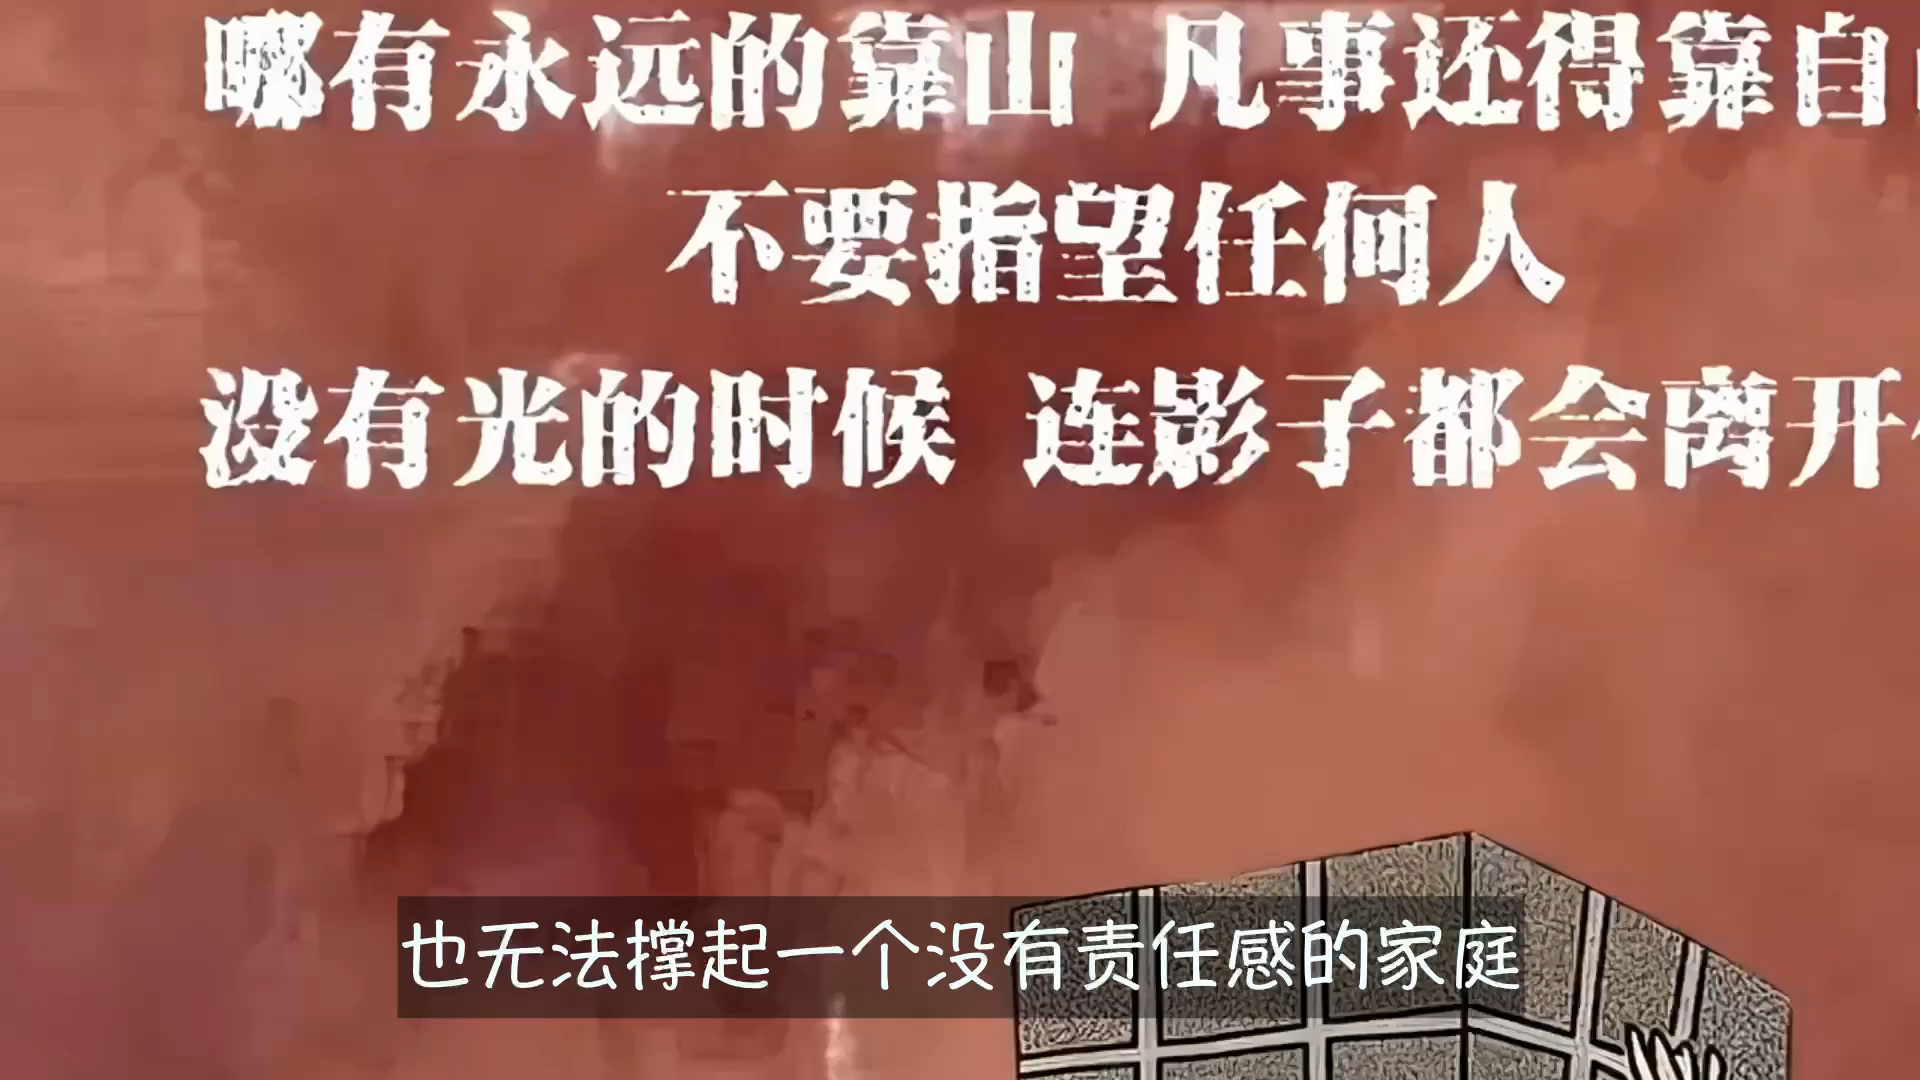 哪有永远的靠山 凡事还得靠自
不要指望任何人
没有光的时候 连影子都会离开
也无法撑起一个没有责任感的家庭